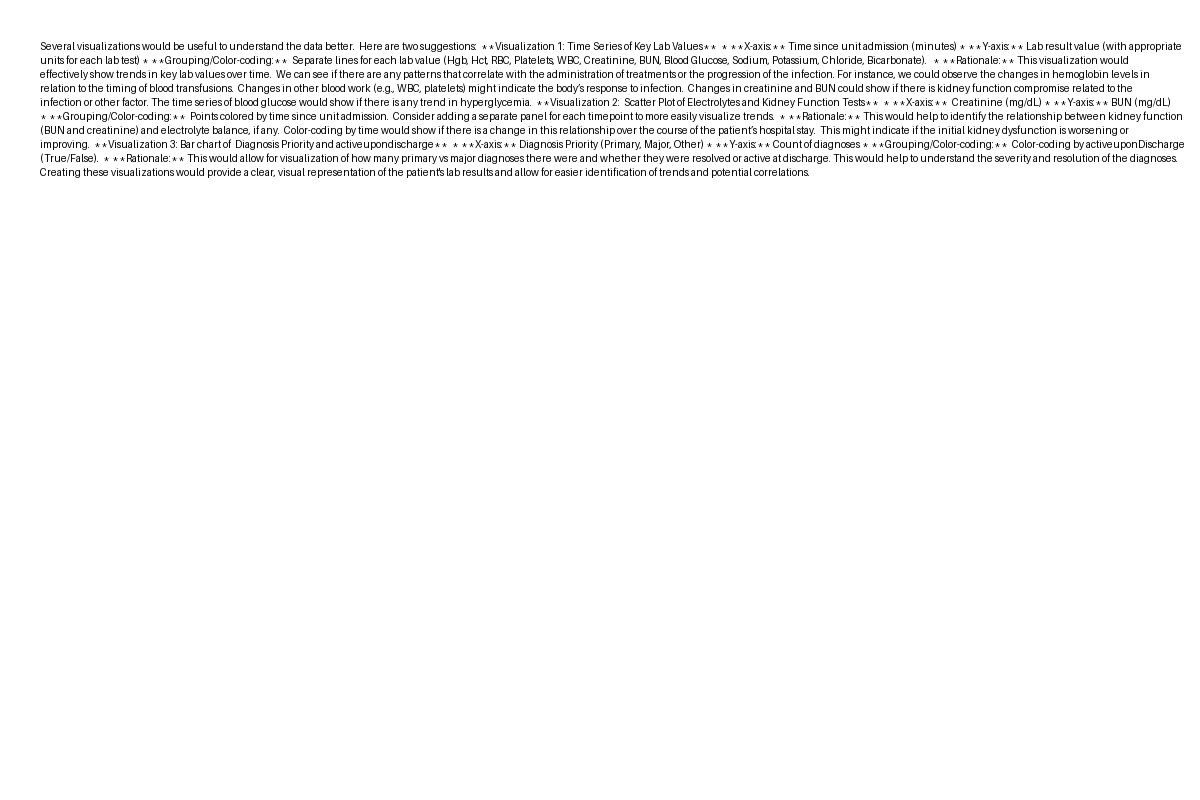 Several visualizations would be useful to understand the data better.  Here are two suggestions:  **Visualization 1: Time Series of Key Lab Values**  * **X-axis:** Time since unit admission (minutes) * **Y-axis:** Lab result value (with appropriate
units for each lab test) * **Grouping/Color-coding:**  Separate lines for each lab value (Hgb, Hct, RBC, Platelets, WBC, Creatinine, BUN, Blood Glucose, Sodium, Potassium, Chloride, Bicarbonate).  * **Rationale:** This visualization would
effectively show trends in key lab values over time.  We can see if there are any patterns that correlate with the administration of treatments or the progression of the infection. For instance, we could observe the changes in hemoglobin levels in
relation to the timing of blood transfusions.  Changes in other blood work (e.g., WBC, platelets) might indicate the body's response to infection.  Changes in creatinine and BUN could show if there is kidney function compromise related to the
infection or other factor. The time series of blood glucose would show if there is any trend in hyperglycemia.  **Visualization 2:  Scatter Plot of Electrolytes and Kidney Function Tests**  * **X-axis:**  Creatinine (mg/dL) * **Y-axis:** BUN (mg/dL)
* **Grouping/Color-coding:**  Points colored by time since unit admission.  Consider adding a separate panel for each timepoint to more easily visualize trends.  * **Rationale:** This would help to identify the relationship between kidney function
(BUN and creatinine) and electrolyte balance, if any.  Color-coding by time would show if there is a change in this relationship over the course of the patient's hospital stay.  This might indicate if the initial kidney dysfunction is worsening or
improving.  **Visualization 3: Bar chart of  Diagnosis Priority and activeupondischarge**  * **X-axis:** Diagnosis Priority (Primary, Major, Other) * **Y-axis:** Count of diagnoses * **Grouping/Color-coding:**  Color-coding by activeuponDischarge
(True/False).  * **Rationale:** This would allow for visualization of how many primary vs major diagnoses there were and whether they were resolved or active at discharge. This would help to understand the severity and resolution of the diagnoses.
Creating these visualizations would provide a clear, visual representation of the patient's lab results and allow for easier identification of trends and potential correlations.